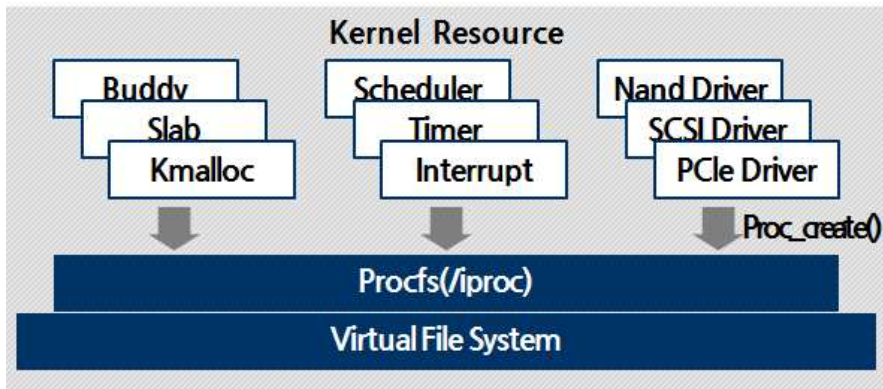 Kernel Resource
Buddy
Slab
Kmalloc
Scheduler
Timer
Interrupt
Nand Driver
SCSI Driver
PCIe Driver
Proc_create()
Procfs(/iproc)
Virtual File System